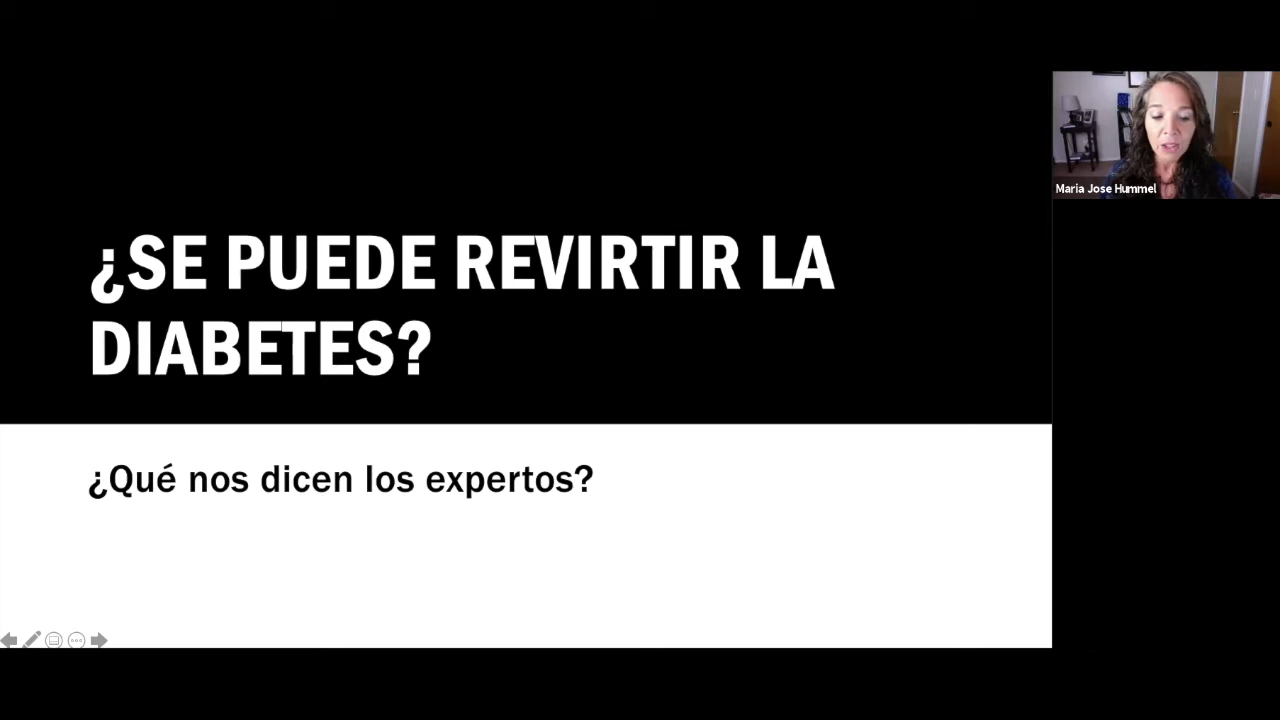 ¿SE PUEDE REVIRTIR LA
DIABETES?
¿Qué nos dicen los expertos?
Maria Jose Hummel